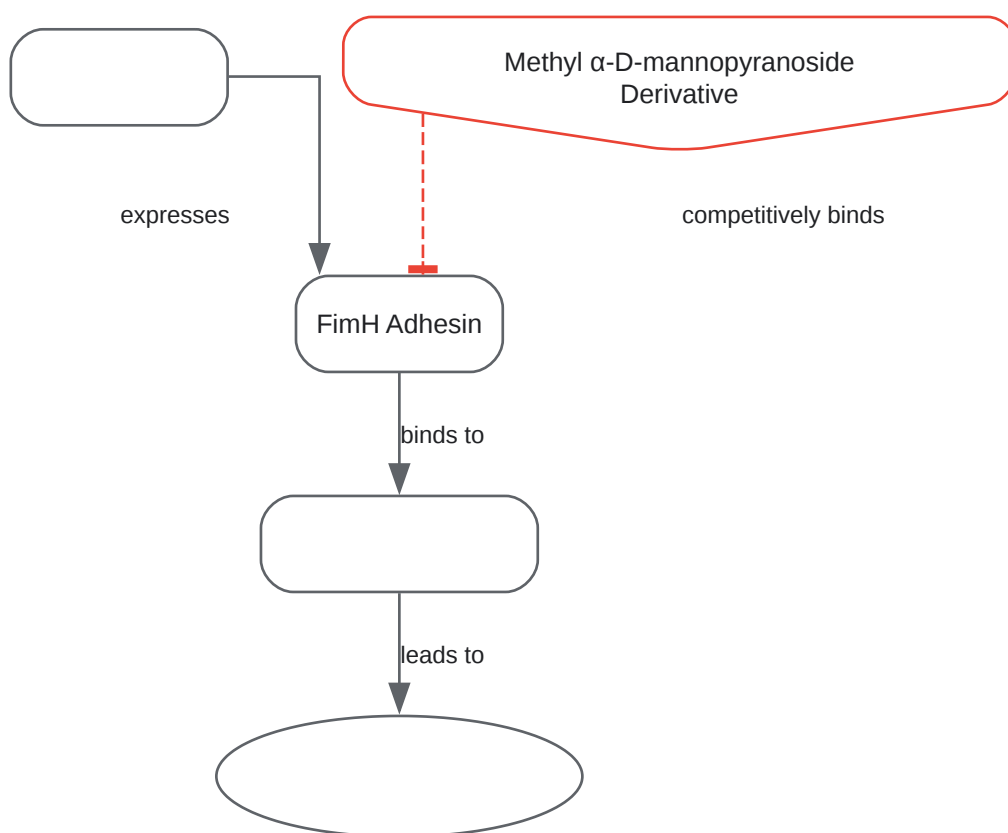 Methyl α-D-mannopyranoside
Derivative
expresses
competitively binds
FimH Adhesin
binds to
leads to